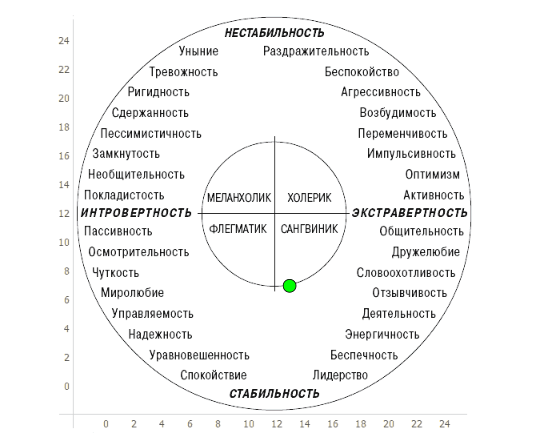 НЕСТАБИЛЬНОСТЬ
24
Уныние Раздражительность
22
Тревожность Беспокойство
20
Ригидность Агрессивность
18
Сдержанность Возбудимость
Пессимистичность Переменчивость
16
Замкнутость Импульсивность
Необщительность Оптимизм
14
Покладистость МЕЛАНХОЛИК ХОЛЕРИК Активность
12 ИНТРОВЕРТНОСТЬ ЭКСТРАВЕРТНОСТЬ
Пассивность ФЛЕГМАТИК САНГВИНИК Общительность
10
Осмотрительность Дружелюбие
8
Чуткость Словоохотливость
Миролюбие Отзывчивость
6
Управляемость Деятельность
4
Надежность Энергичность
2
Уравновешенность Беспечность
Спокойствие Лидерство
0
СТАБИЛЬНОСТЬ
0 2 4 6 8 10 12 14 16 18 20 22 24